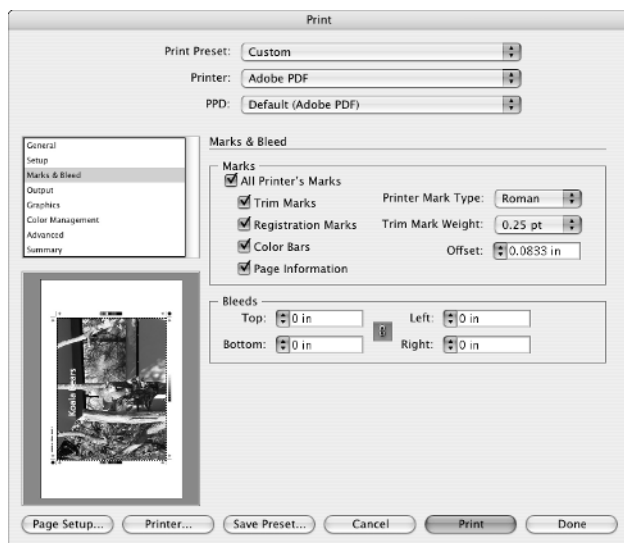 Print
Print Preset: Custom
Printer: Adobe PDF
PPD: Default (Adobe PDF)
General
Setup
Marks & Bleed
Output
Graphics
Color Management
Advanced
Summary
Marks & Bleed
Marks
All Printer's Marks
Trim Marks
Registration Marks
Color Bars
Page Information
Printer Mark Type: Roman
Trim Mark Weight: 0.25 pt
Offset: 0.0833 in
Bleeds
Top: 0 in
Left: 0 in
Bottom: 0 in
Right: 0 in
Koala Bears
Page Setup...
Printer...
Save Preset...
Cancel
Print
Done